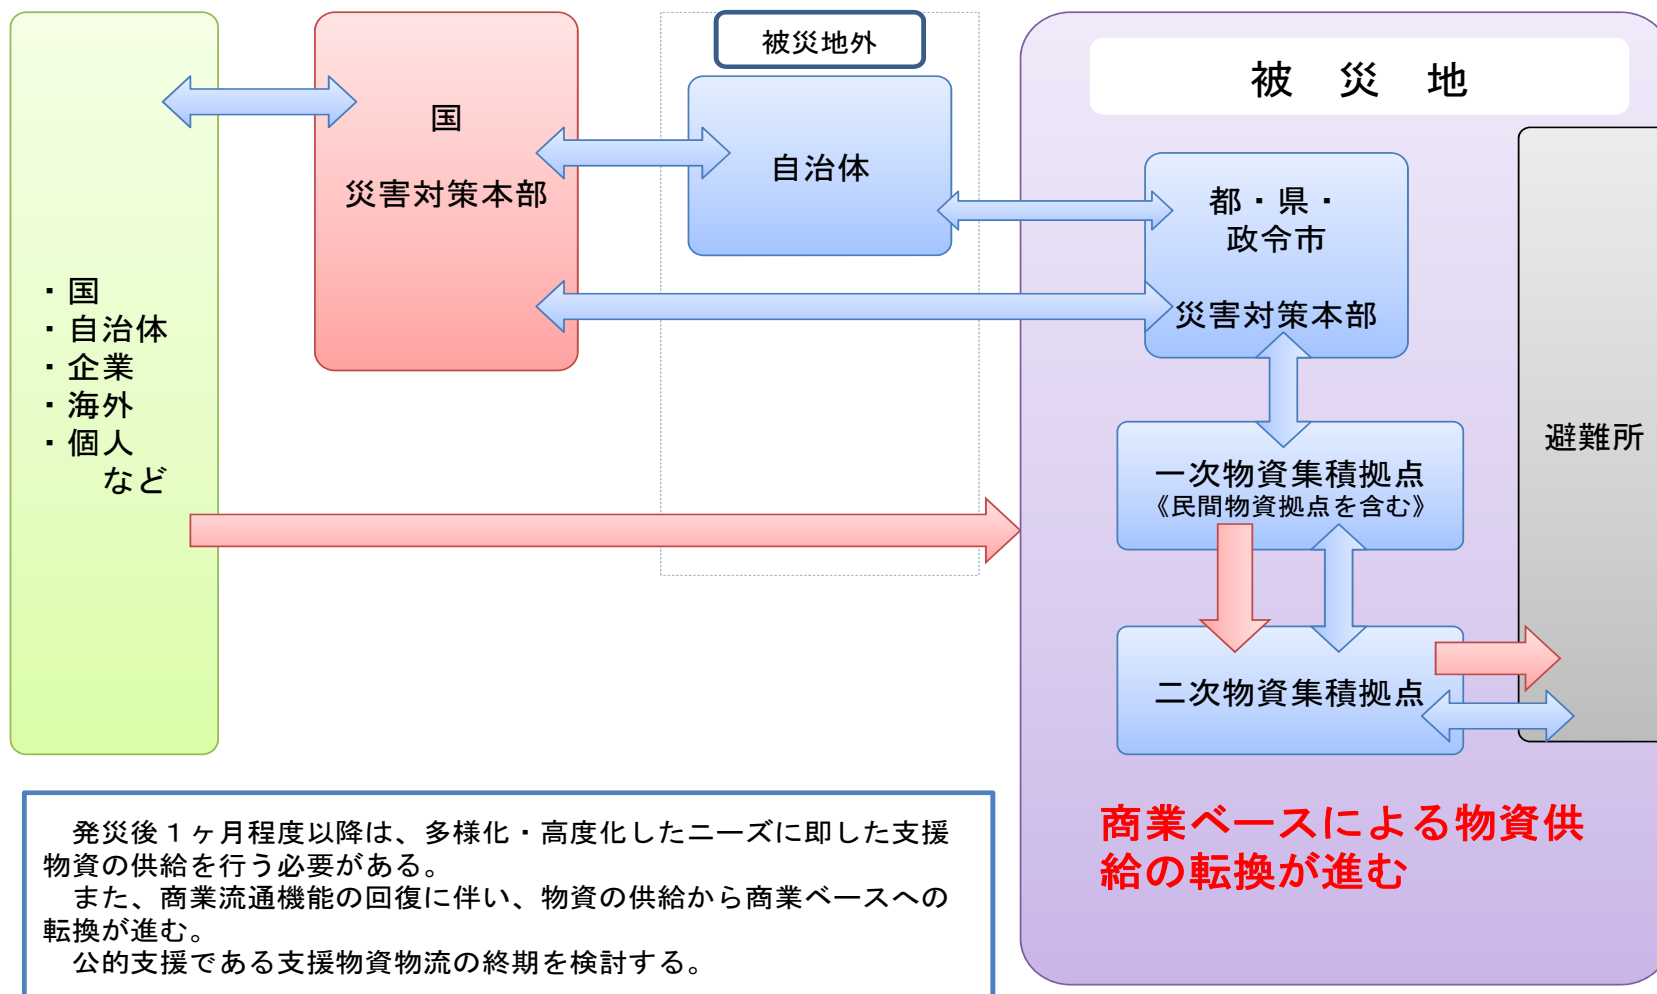 ・国
・自治体
・企業
・海外
・個人
など
国
災害対策本部
被災地外
自治体
被　災　地
都・県・
政令市
災害対策本部
一次物資集積拠点
《民間物資拠点を含む》
二次物資集積拠点
避難所
商業ベースによる物資供
給の転換が進む
　発災後１ヶ月程度以降は、多様化・高度化したニーズに即した支援
物資の供給を行う必要がある。
　また、商業流通機能の回復に伴い、物資の供給から商業ベースへの
転換が進む。
　公的支援である支援物資物流の終期を検討する。